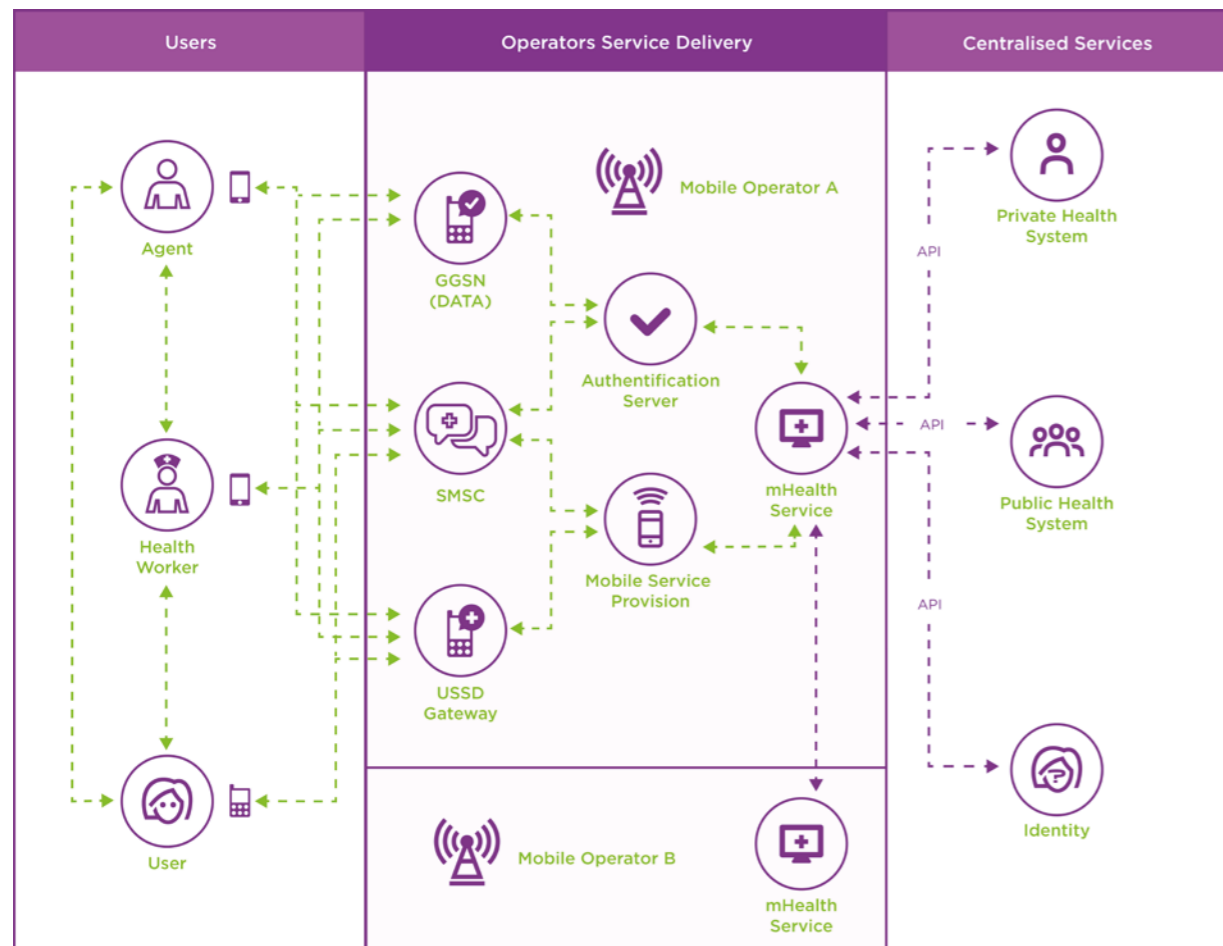 Users
Operators Service Delivery
Centralised Services
Agent
Health
Worker
User
Mobile Operator A
GGSN
(DATA)
Authentification
Server
SMSC
mHealth
Service
Mobile Service
Provision
USSD
Gateway
Mobile Operator B
mHealth
Service
Private Health
System
API
API
Public Health
System
API
?
Identity